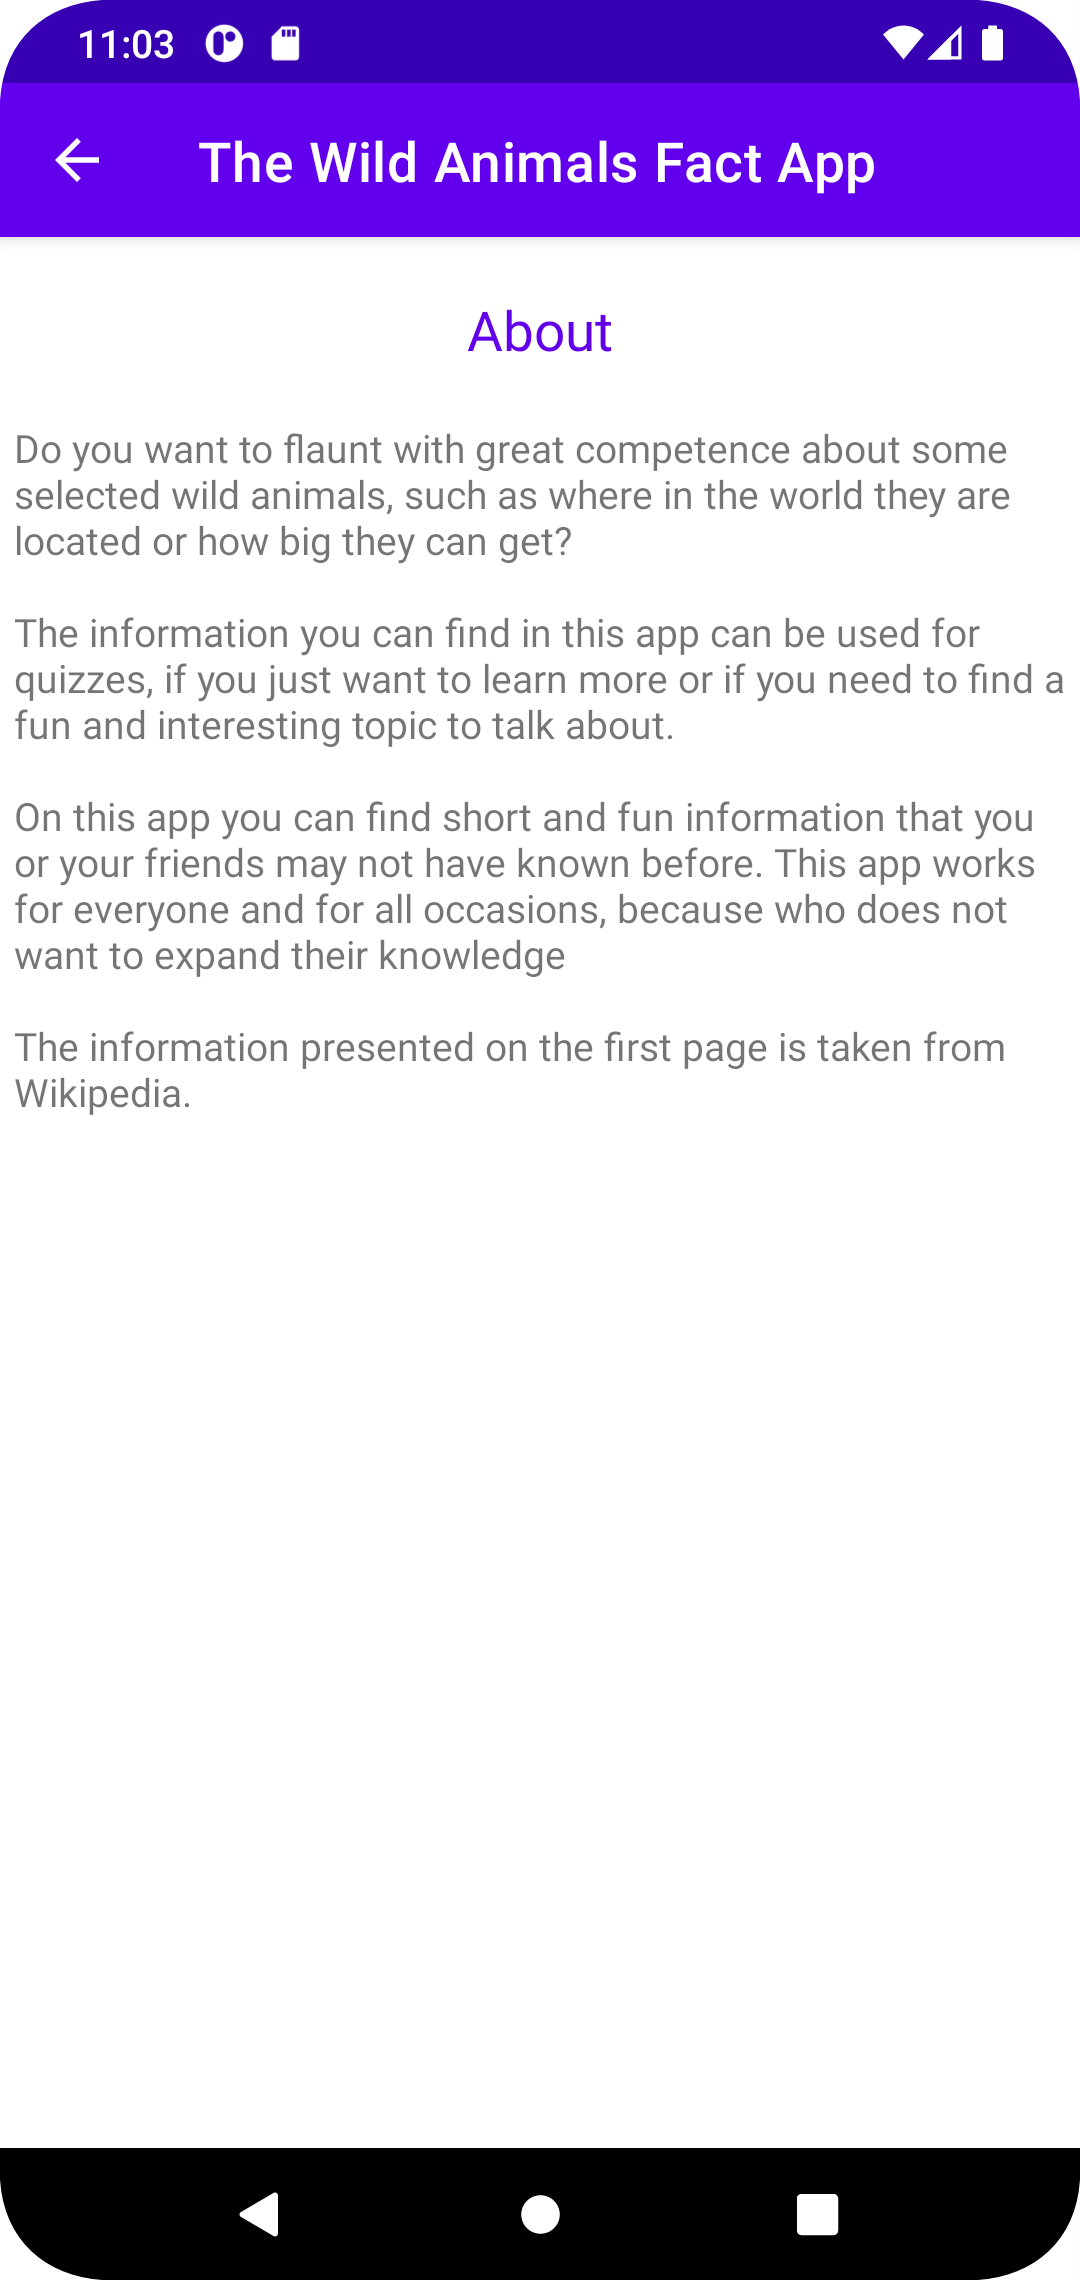 11:03
The Wild Animals Fact App
About
Do you want to flaunt with great competence about some
selected wild animals, such as where in the world they are
located or how big they can get?
The information you can find in this app can be used for
quizzes, if you just want to learn more or if you need to find a
fun and interesting topic to talk about.
On this app you can find short and fun information that you
or your friends may not have known before. This app works
for everyone and for all occasions, because who does not
want to expand their knowledge
The information presented on the first page is taken from
Wikipedia.